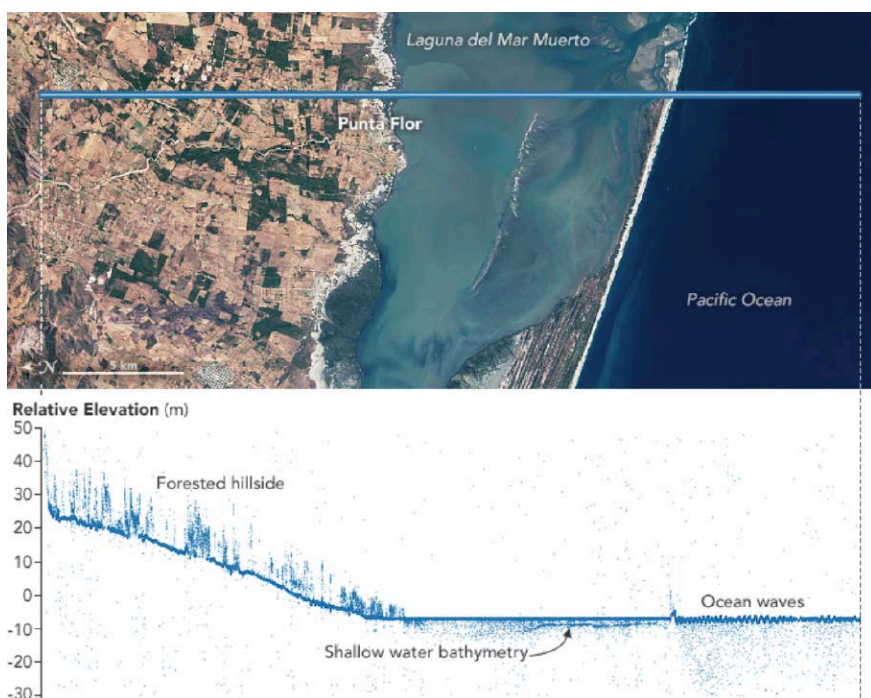 Laguna del Mar Muerto
Punta Flor
Pacific Ocean
N
5 km
Relative Elevation (m)
50
40
30
20
10
0
-10
-20
-30
Forested hillside
Ocean waves
Shallow water bathymetry